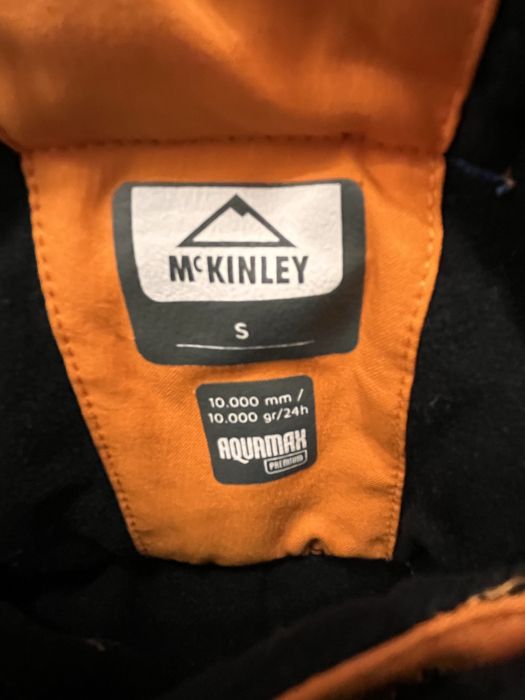 McKINLEY
S
10.000 mm /
10.000 gr/24h
AQUAMAX
PREMIUM